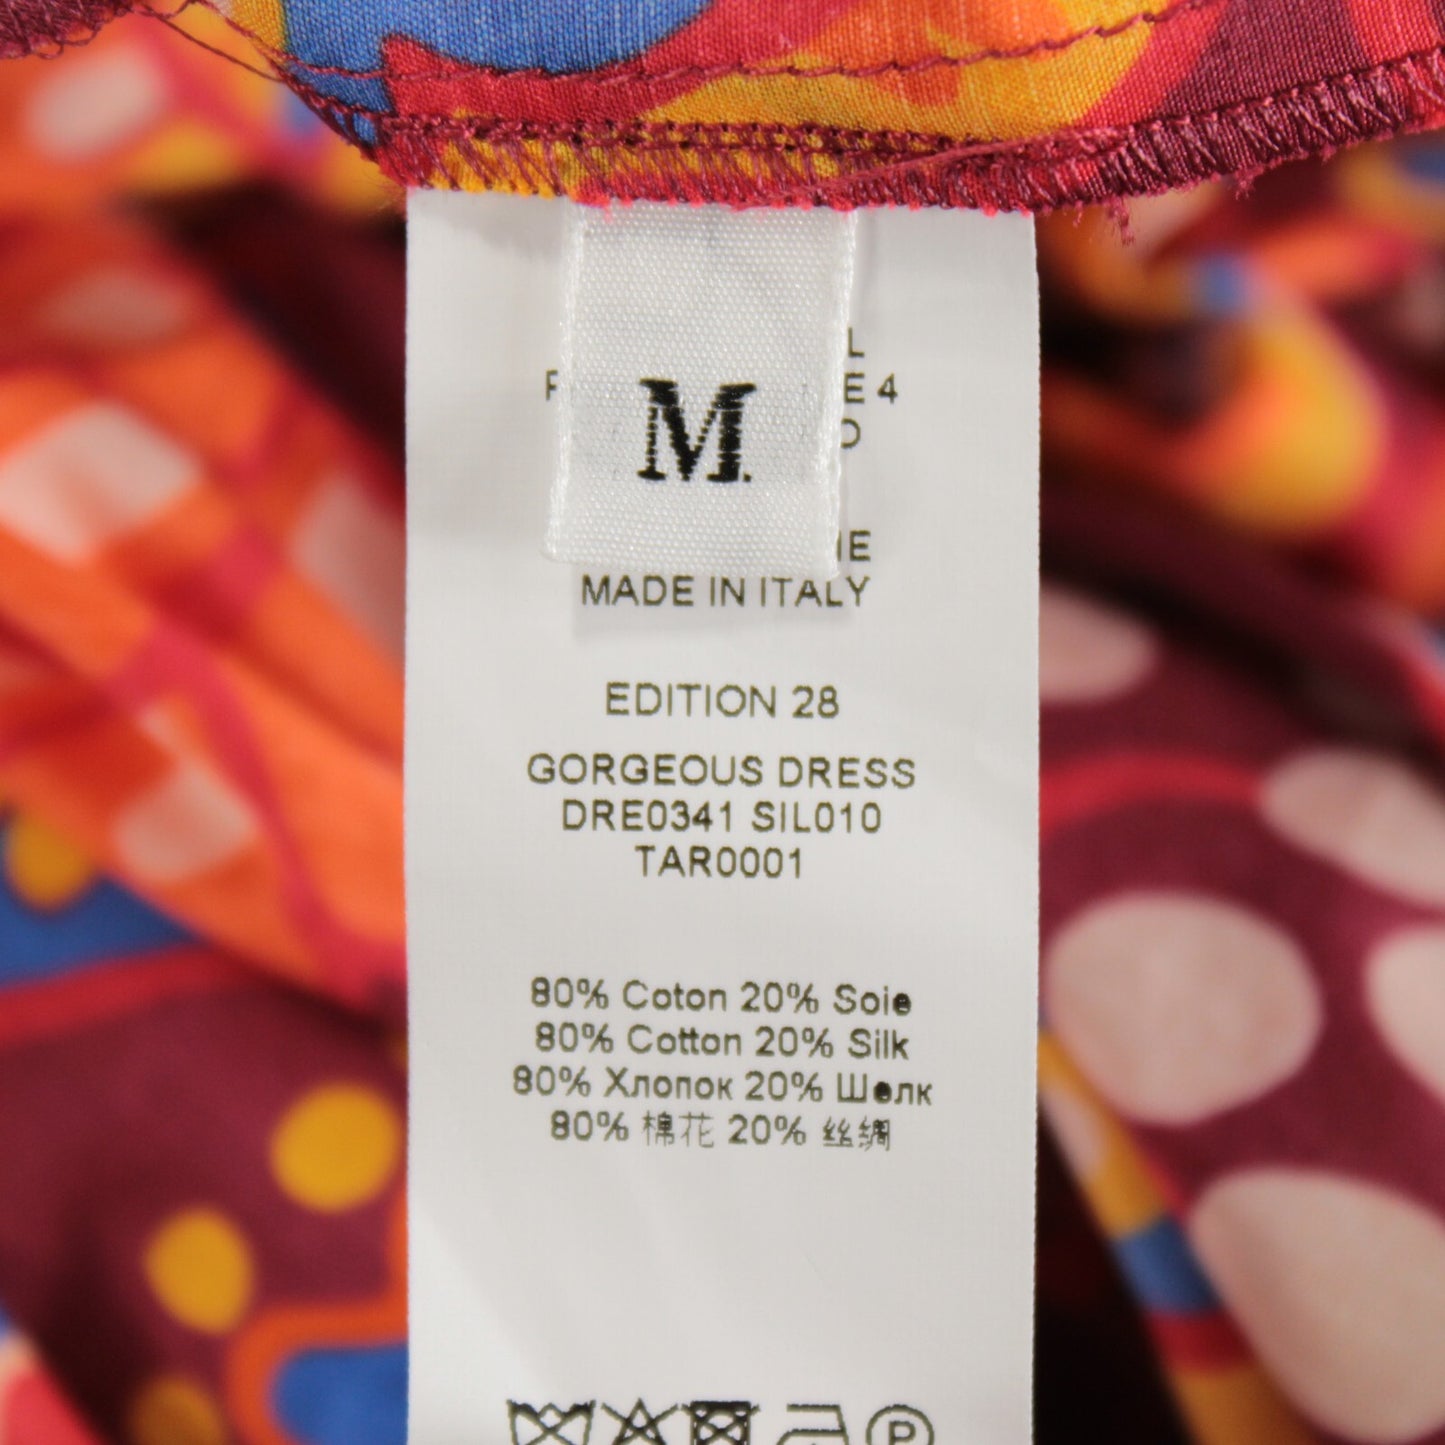 M.
MADE IN ITALY
EDITION 28
GORGEOUS DRESS
DRE0341 SIL010
TAR0001
80% Coton 20% Soie
80% Cotton 20% Silk
80% Хлопок 20% Шелк
80% 棉花 20% 丝绸
P